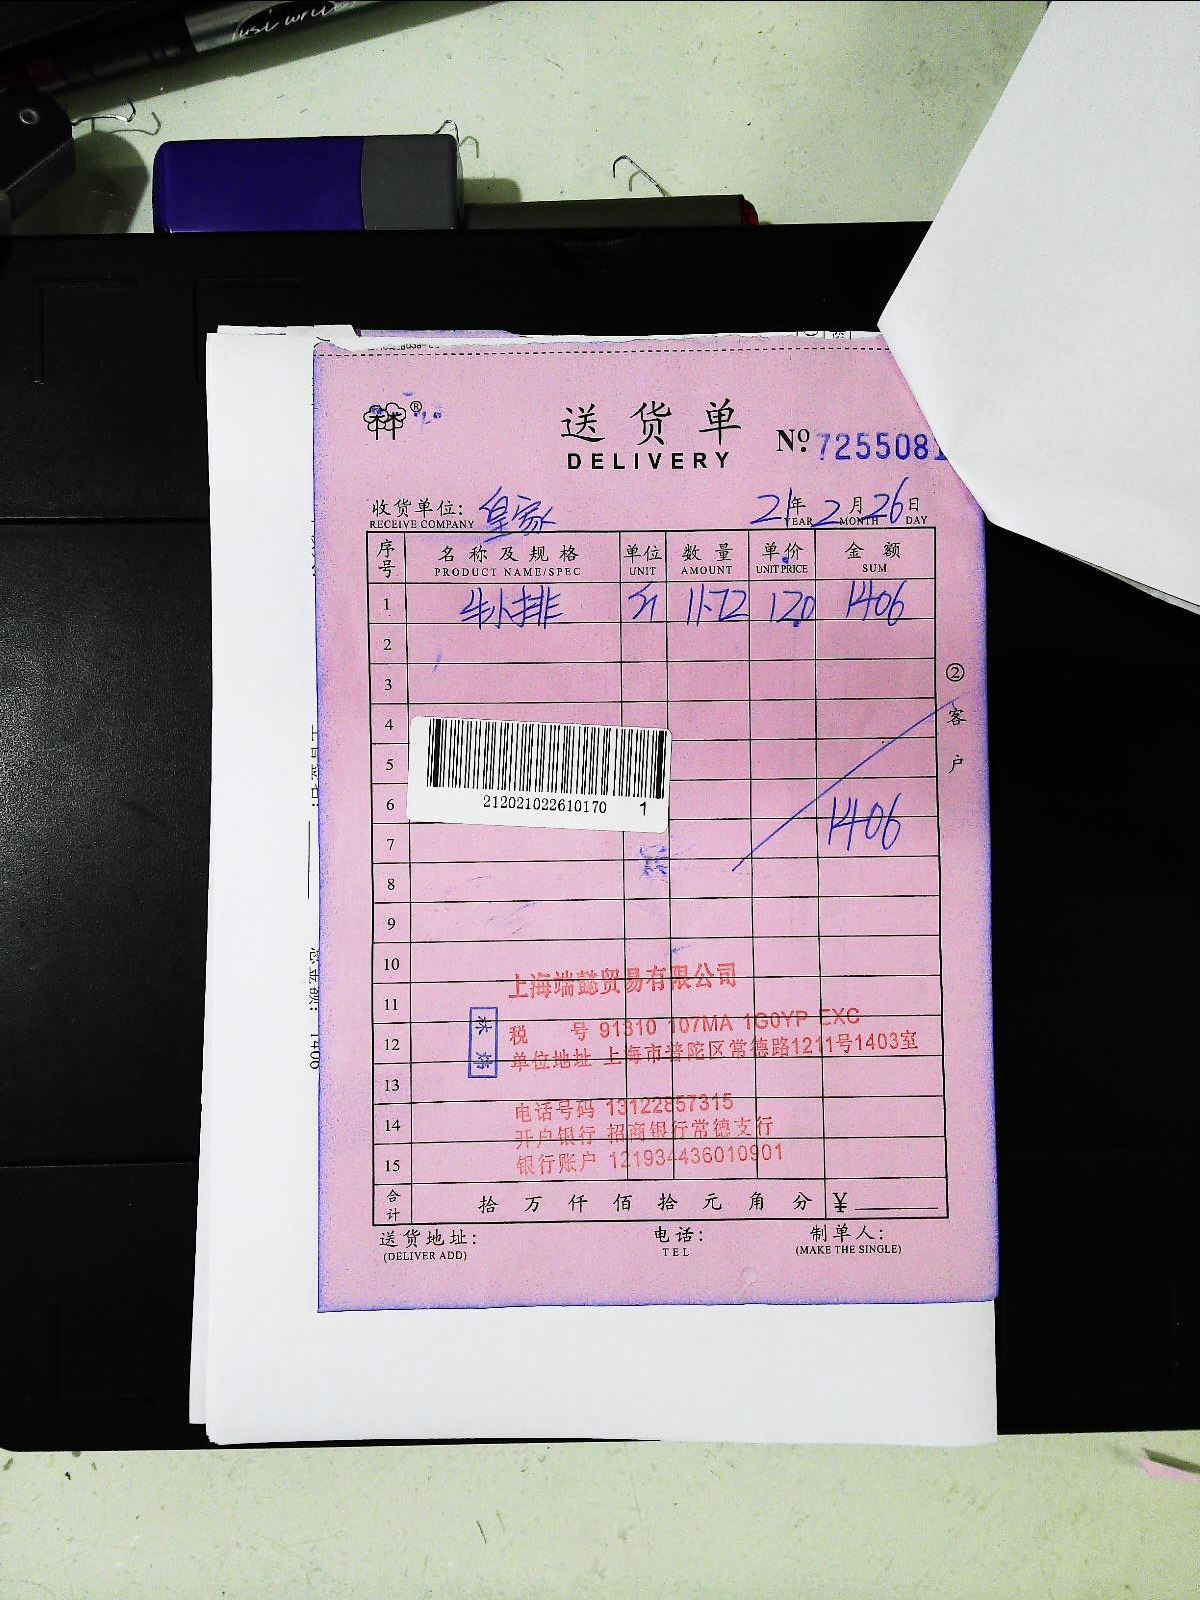 送货单
DELIVERY
№ 7255081
收货单位: 皇家 21年2月26日
RECEIVE COMPANY YEAR MONTH DAY
序号 名称及规格 单位 数量 单价 金额
PRODUCT NAME/SPEC UNIT AMOUNT UNIT PRICE SUM
1 牛小排 斤 11.72 120 1406
2
3
4
5
6
7
8
9
10
11
12
13
14
15
212021022610170 1
1406
②客户
上海端懿贸易有限公司
税 号 91310 107MA 1G0YP EXC
单位地址 上海市普陀区常德路1211号1403室
电话号码 13122857315
开户银行 招商银行常德支行
银行账户 121934436010901
合计 拾 万 仟 佰 拾 元 角 分 ¥
送货地址: 电话: 制单人:
(DELIVER ADD) TEL (MAKE THE SINGLE)